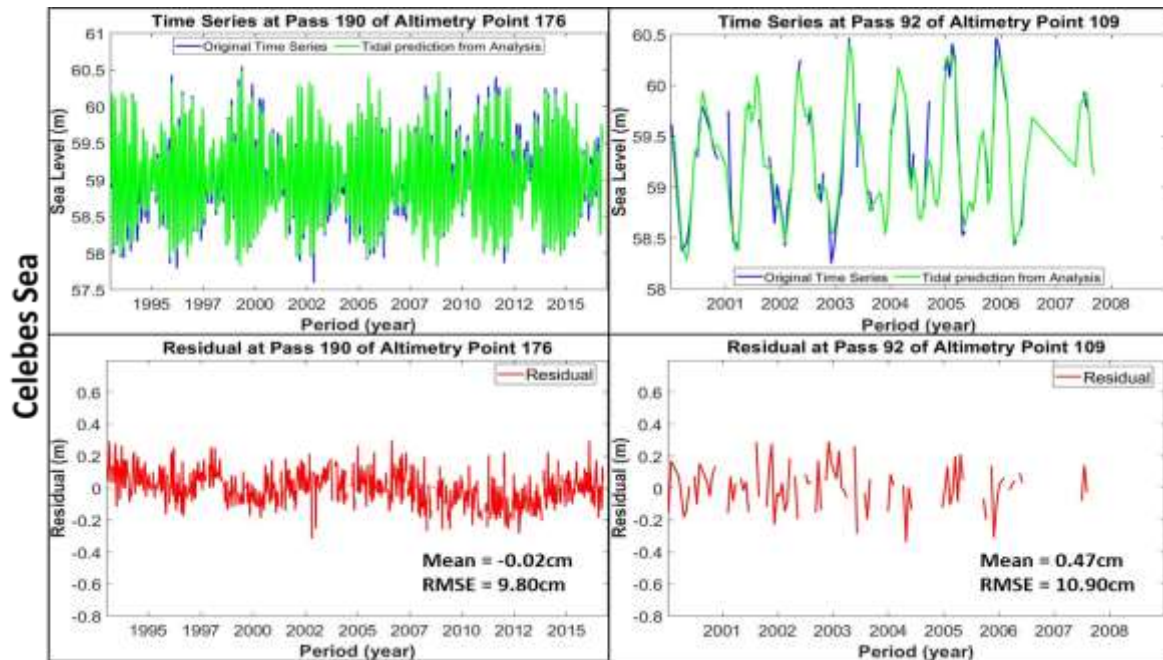 Celebes Sea
Time Series at Pass 190 of Altimetry Point 176
Original Time Series
Tidal prediction from Analysis
Sea Level (m)
61
60.5
60
59.5
59
58.5
58
57.5
1995 1997 2000 2002 2005 2007 2010 2012 2015
Period (year)
Time Series at Pass 92 of Altimetry Point 109
Sea Level (m)
60.5
60
59.5
59
58.5
58
Original Time Series
Tidal prediction from Analysis
2001 2002 2003 2004 2005 2006 2007 2008
Period (year)
Residual at Pass 190 of Altimetry Point 176
Residual
Residual (m)
0.6
0.4
0.2
0
-0.2
-0.4
-0.6
-0.8
Mean = -0.02cm
RMSE = 9.80cm
1995 1997 2000 2002 2005 2007 2010 2012 2015
Period (year)
Residual at Pass 92 of Altimetry Point 109
Residual
Residual (m)
0.6
0.4
0.2
0
-0.2
-0.4
-0.6
-0.8
Mean = 0.47cm
RMSE = 10.90cm
2001 2002 2003 2004 2005 2006 2007 2008
Period (year)